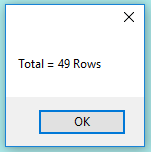 Total = 49 Rows
OK